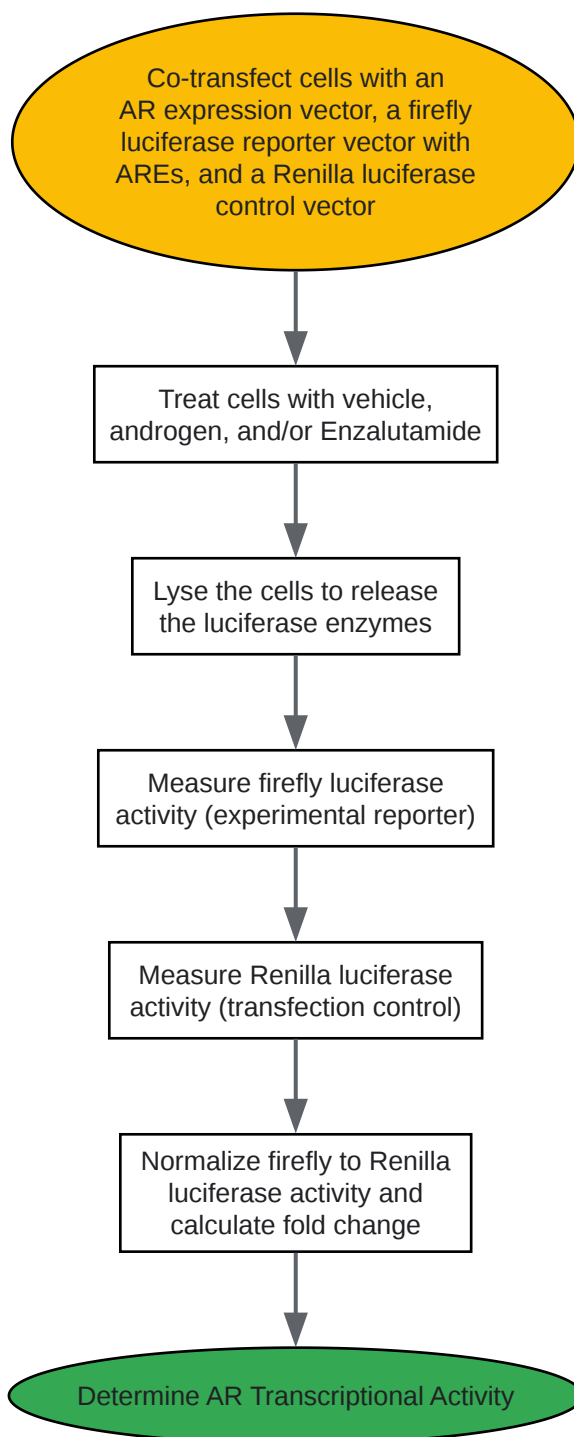 Co-transfect cells with an
AR expression vector, a firefly
luciferase reporter vector with
AREs, and a Renilla luciferase
control vector
Treat cells with vehicle,
androgen, and/or Enzalutamide
Lyse the cells to release
the luciferase enzymes
Measure firefly luciferase
activity (experimental reporter)
Measure Renilla luciferase
activity (transfection control)
Normalize firefly to Renilla
luciferase activity and
calculate fold change
Determine AR Transcriptional Activity